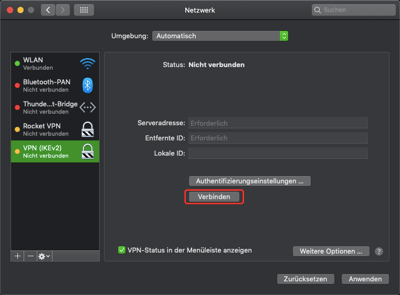 Netzwerk
Suchen
Umgebung: Automatisch
WLAN
Verbunden
Bluetooth-PAN
Nicht verbunden
Thunde...t-Bridge
Nicht verbunden
Rocket VPN
Nicht verbunden
VPN (IKEv2)
Nicht verbunden
Status: Nicht verbunden
Serveradresse: Erforderlich
Entfernte ID: Erforderlich
Lokale ID:
Authentifizierungseinstellungen ...
Verbinden
VPN-Status in der Menüleiste anzeigen
Weitere Optionen ...
?
Zurücksetzen
Anwenden